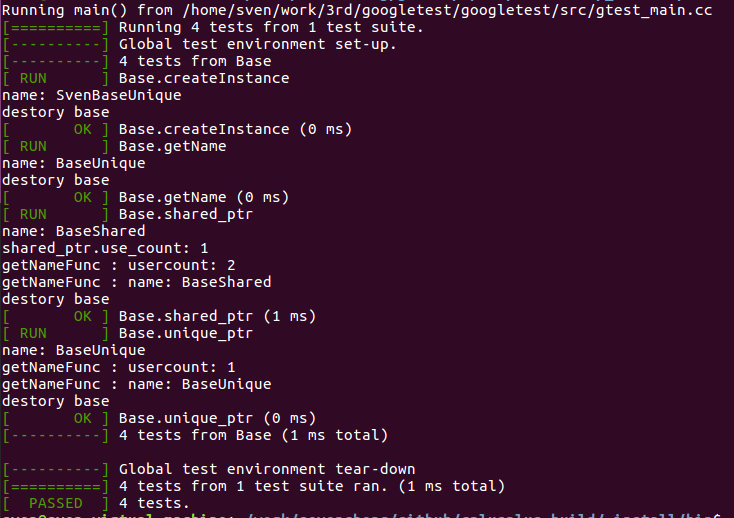 Running main() from /home/sven/work/3rd/googletest/googletest/src/gtest_main.cc
[==========] Running 4 tests from 1 test suite.
[----------] Global test environment set-up.
[----------] 4 tests from Base
[ RUN      ] Base.createInstance
name: SvenBaseUnique
destory base
[       OK ] Base.createInstance (0 ms)
[ RUN      ] Base.getName
name: BaseUnique
destory base
[       OK ] Base.getName (0 ms)
[ RUN      ] Base.shared_ptr
name: BaseShared
shared_ptr.use_count: 1
getNameFunc : usercount: 2
getNameFunc : name: BaseShared
destory base
[       OK ] Base.shared_ptr (1 ms)
[ RUN      ] Base.unique_ptr
name: BaseUnique
getNameFunc : usercount: 1
getNameFunc : name: BaseUnique
destory base
[       OK ] Base.unique_ptr (0 ms)
[----------] 4 tests from Base (1 ms total)

[----------] Global test environment tear-down
[==========] 4 tests from 1 test suite ran. (1 ms total)
[  PASSED  ] 4 tests.